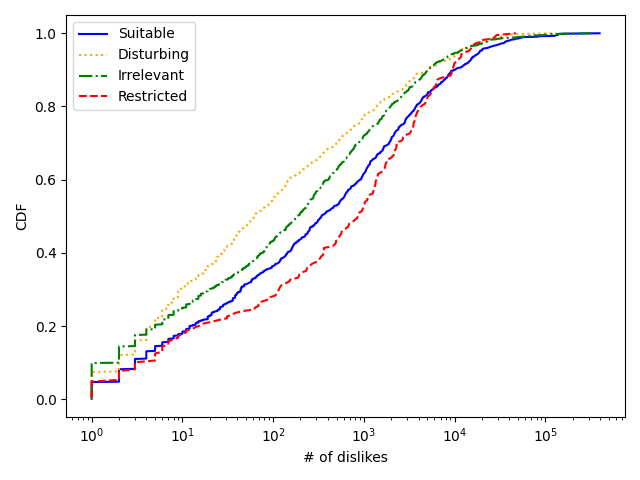 Suitable
Disturbing
Irrelevant
Restricted
CDF
1.0
0.8
0.6
0.4
0.2
0.0
10⁰ 10¹ 10² 10³ 10⁴ 10⁵
# of dislikes